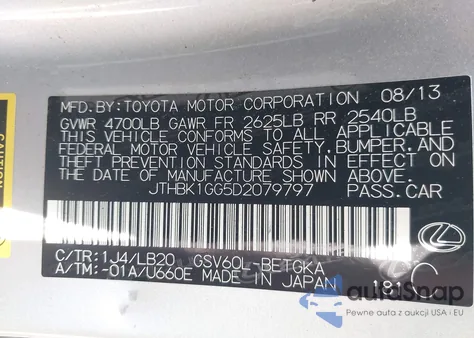 MFD.BY:TOYOTA MOTOR CORPORATION 08/13
GVWR 4700LB GAWR FR 2625LB RR 2540LB
THIS VEHICLE CONFORMS TO ALL APPLICABLE
FEDERAL MOTOR VEHICLE SAFETY,BUMPER,AND
THEFT PREVENTION STANDARDS IN EFFECT ON
THE DATE OF MANUFACTURE SHOWN ABOVE.
JTHBK1GG5D2079797 PASS.CAR
C/TR:1J4/LB20 GSV60L-BETGKA
A/TM:-01A/U660E MADE IN JAPAN 181C
CAUTION
autoSnap
Pewne auta z aukcji USA i EU